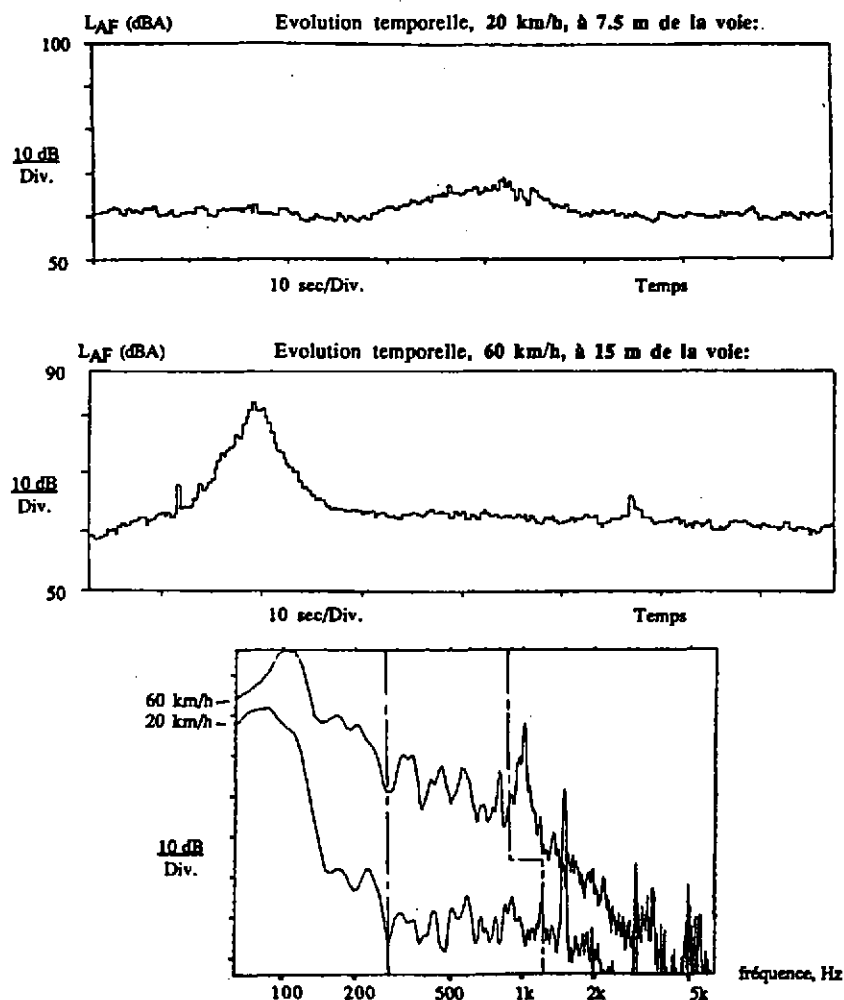 L_AF (dBA) Evolution temporelle, 20 km/h, à 7.5 m de la voie:
100
10 dB
Div.
50
10 sec/Div. Temps
L_AF (dBA) Evolution temporelle, 60 km/h, à 15 m de la voie:
90
10 dB
Div.
50
10 sec/Div. Temps
60 km/h
20 km/h
10 dB
Div.
fréquence, Hz
100 200 500 1k 2k 5k